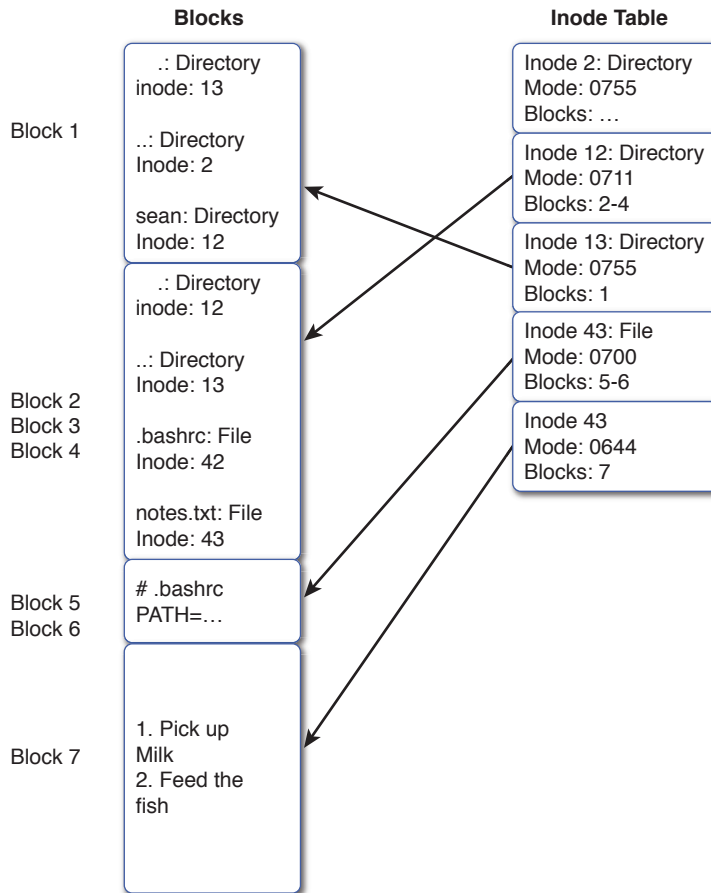 Blocks
Inode Table
Block 1
.: Directory
inode: 13
..: Directory
Inode: 2
sean: Directory
Inode: 12
Block 2
Block 3
Block 4
.: Directory
inode: 12
..: Directory
Inode: 13
.bashrc: File
Inode: 42
notes.txt: File
Inode: 43
Block 5
Block 6
# .bashrc
PATH=…
Block 7
1. Pick up
Milk
2. Feed the
fish
Inode 2: Directory
Mode: 0755
Blocks: …
Inode 12: Directory
Mode: 0711
Blocks: 2-4
Inode 13: Directory
Mode: 0755
Blocks: 1
Inode 43: File
Mode: 0700
Blocks: 5-6
Inode 43
Mode: 0644
Blocks: 7